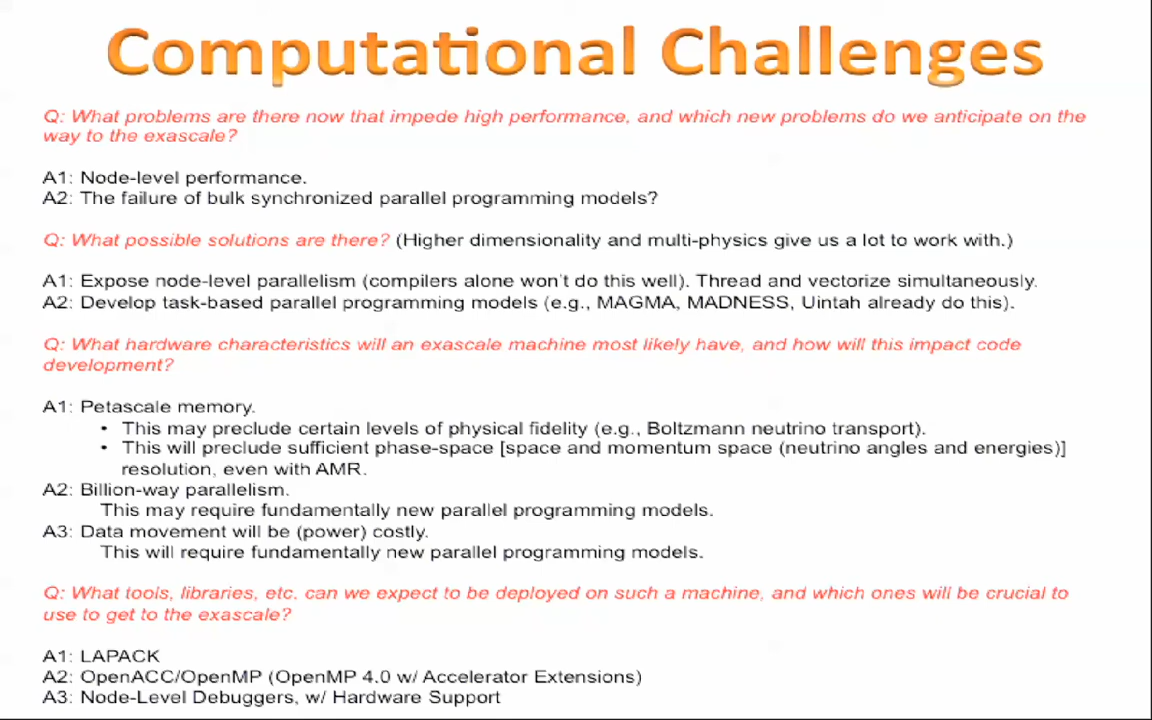 Computational Challenges
Q: What problems are there now that impede high performance, and which new problems do we anticipate on the
way to the exascale?
A1: Node-level performance.
A2: The failure of bulk synchronized parallel programming models?
Q: What possible solutions are there? (Higher dimensionality and multi-physics give us a lot to work with.)
A1: Expose node-level parallelism (compilers alone won't do this well). Thread and vectorize simultaneously.
A2: Develop task-based parallel programming models (e.g., MAGMA, MADNESS, Uintah already do this).
Q: What hardware characteristics will an exascale machine most likely have, and how will this impact code
development?
A1: Petascale memory.
• This may preclude certain levels of physical fidelity (e.g., Boltzmann neutrino transport).
• This will preclude sufficient phase-space [space and momentum space (neutrino angles and energies)]
resolution, even with AMR.
A2: Billion-way parallelism.
This may require fundamentally new parallel programming models.
A3: Data movement will be (power) costly.
This will require fundamentally new parallel programming models.
Q: What tools, libraries, etc. can we expect to be deployed on such a machine, and which ones will be crucial to
use to get to the exascale?
A1: LAPACK
A2: OpenACC/OpenMP (OpenMP 4.0 w/ Accelerator Extensions)
A3: Node-Level Debuggers, w/ Hardware Support